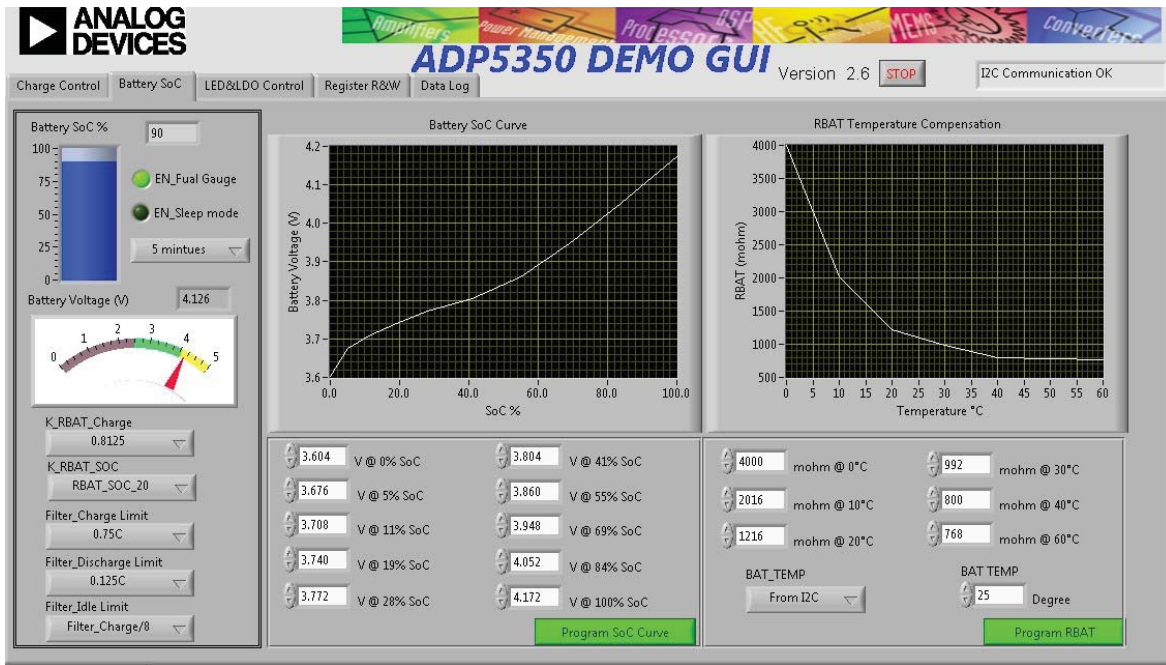 ANALOG
DEVICES
Amplifiers
Power Management
Processors
DSP
RF
MEMS
Converters
ADP5350 DEMO GUI
Version 2.6
STOP
I2C Communication OK
Charge Control
Battery SoC
LED&LDO Control
Register R&W
Data Log
Battery SoC %
90
100
75
50
25
0
EN_Fual Gauge
EN_Sleep mode
5 mintues
Battery Voltage (V)
4.126
0 1 2 3 4 5
K_RBAT_Charge
0.8125
K_RBAT_SOC
RBAT_SOC_20
Filter_Charge Limit
0.75C
Filter_Discharge Limit
0.125C
Filter_Idle Limit
Filter_Charge/8
Battery SoC Curve
Battery Voltage (V)
4.2
4.1
4.0
3.9
3.8
3.7
3.6
0.0 20.0 40.0 60.0 80.0 100.0
SoC %
RBAT Temperature Compensation
RBAT (mohm)
4000
3500
3000
2500
2000
1500
1000
500
0 5 10 15 20 25 30 35 40 45 50 55 60
Temperature °C
3.604 V @ 0% SoC
3.676 V @ 5% SoC
3.708 V @ 11% SoC
3.740 V @ 19% SoC
3.772 V @ 28% SoC
3.804 V @ 41% SoC
3.860 V @ 55% SoC
3.948 V @ 69% SoC
4.052 V @ 84% SoC
4.172 V @ 100% SoC
Program SoC Curve
4000 mohm @ 0°C
2016 mohm @ 10°C
1216 mohm @ 20°C
992 mohm @ 30°C
800 mohm @ 40°C
768 mohm @ 60°C
BAT_TEMP
From I2C
BAT TEMP
25 Degree
Program RBAT